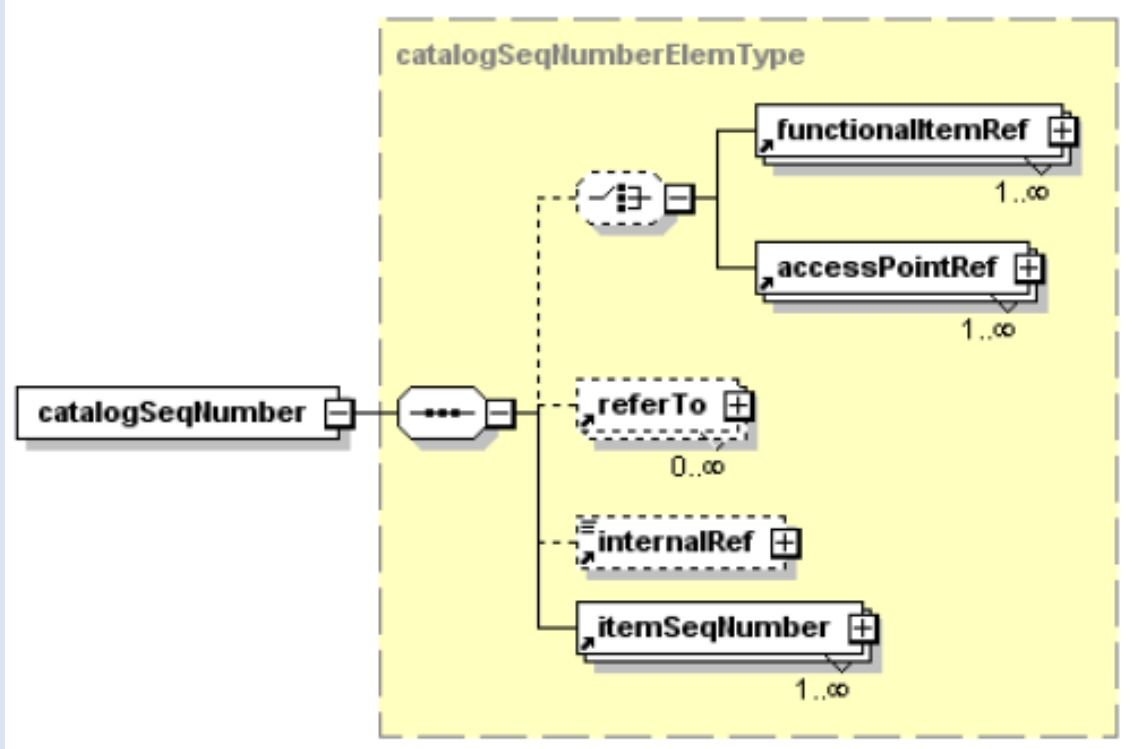 catalogSeqNumberElemType
functionalItemRef
1..∞
accessPointRef
1..∞
catalogSeqNumber
referTo
0..∞
internalRef
itemSeqNumber
1..∞